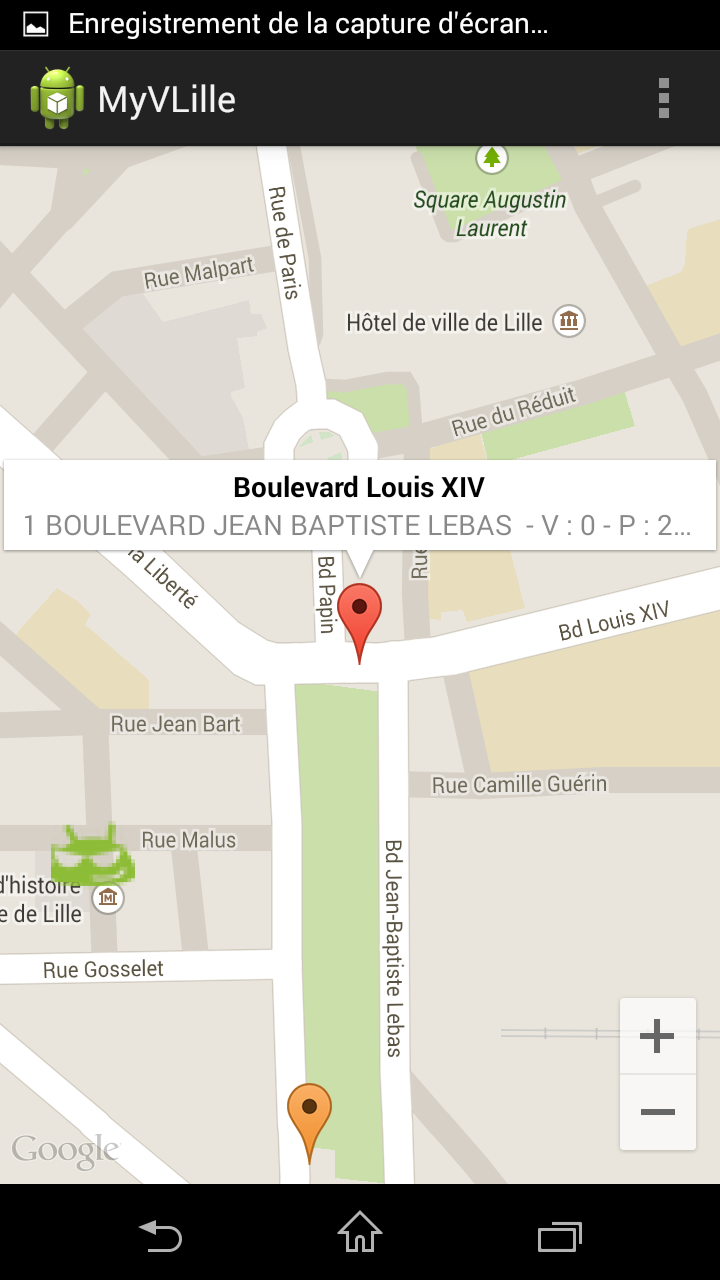 Enregistrement de la capture d'écran...
MyVLille
Square Augustin
Laurent
Rue de Paris
Rue Malpart
Hôtel de ville de Lille
Rue du Réduit
Boulevard Louis XIV
1 BOULEVARD JEAN BAPTISTE LEBAS - V : 0 - P : 2...
la Liberté
Bd Papin
Rue
Bd Louis XIV
Rue Jean Bart
Rue Camille Guérin
Rue Malus
d'histoire
e de Lille
M
Bd Jean-Baptiste Lebas
Rue Gosselet
+
−
Google